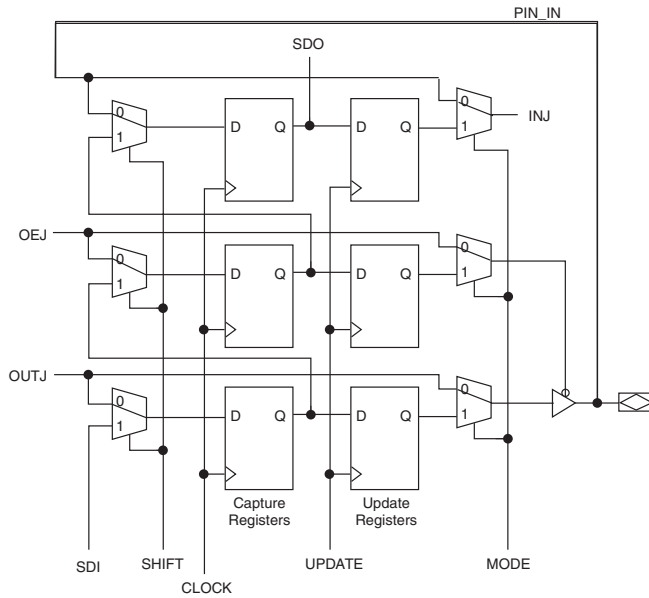 PIN_IN
SDO
0
1
D Q
D Q
0
1
INJ
OEJ
0
1
D Q
D Q
0
1
OUTJ
0
1
D Q
D Q
0
1
Capture
Registers
Update
Registers
SDI
SHIFT
CLOCK
UPDATE
MODE